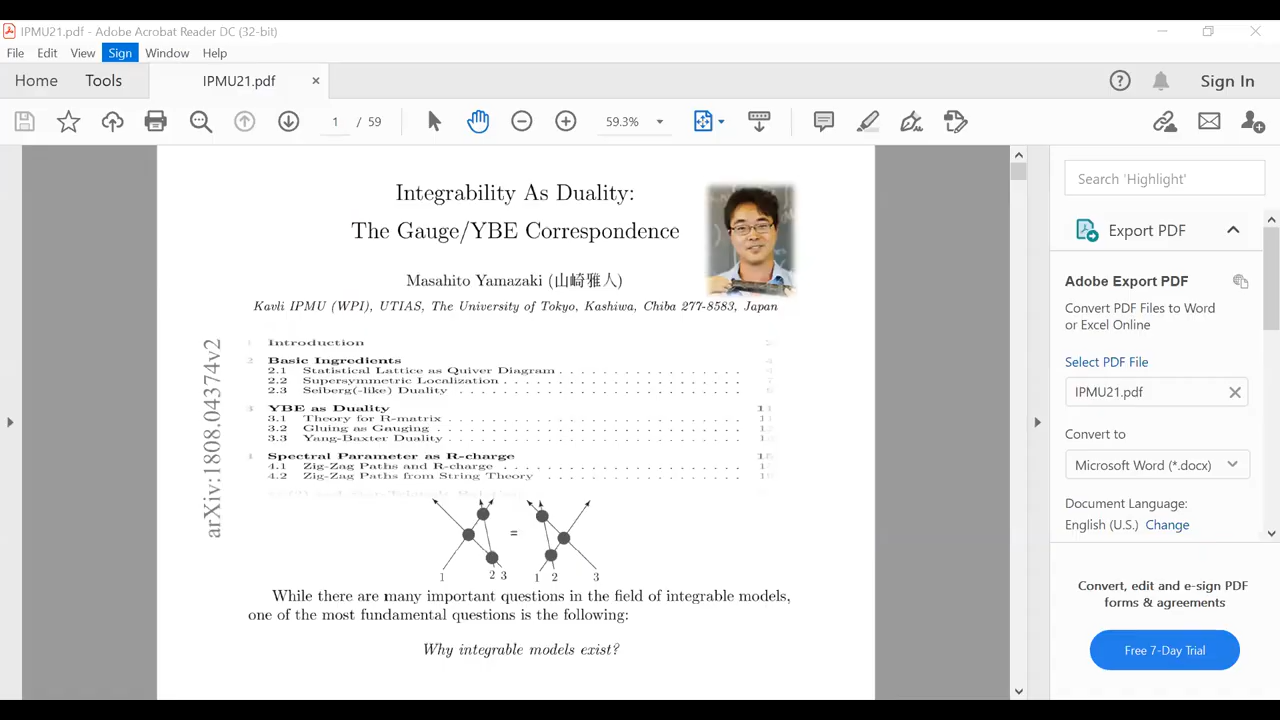 IPMU21.pdf - Adobe Acrobat Reader DC (32-bit)
File Edit View Sign Window Help
Home Tools IPMU21.pdf × Sign In
1 / 59 59.3%
Integrability As Duality:
The Gauge/YBE Correspondence
Masahito Yamazaki (山崎雅人)
Kavli IPMU (WPI), UTIAS, The University of Tokyo, Kashiwa, Chiba 277-8583, Japan
arXiv:1808.04374v2
1 Introduction 2
2 Basic Ingredients
2.1 Statistical Lattice as Quiver Diagram
2.2 Supersymmetric Localization
2.3 Seiberg(-like) Duality
3 YBE as Duality
3.1 Theory for R-matrix
3.2 Gluing as Gauging
3.3 Yang-Baxter Duality
4 Spectral Parameter as R-charge
4.1 Zig-Zag Paths and R-charge
4.2 Zig-Zag Paths from String Theory
=
1 2 3 1 2 3
While there are many important questions in the field of integrable models,
one of the most fundamental questions is the following:
Why integrable models exist?
Search 'Highlight'
Export PDF
Adobe Export PDF
Convert PDF Files to Word
or Excel Online
Select PDF File
IPMU21.pdf
Convert to
Microsoft Word (*.docx)
Document Language:
English (U.S.) Change
Convert, edit and e-sign PDF
forms & agreements
Free 7-Day Trial